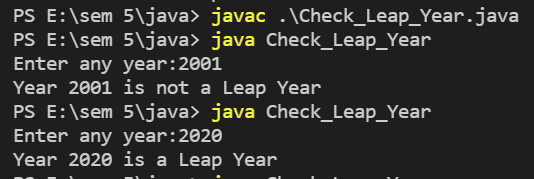 PS E:\sem 5\java> javac .\Check_Leap_Year.java
PS E:\sem 5\java> java Check_Leap_Year
Enter any year:2001
Year 2001 is not a Leap Year
PS E:\sem 5\java> java Check_Leap_Year
Enter any year:2020
Year 2020 is a Leap Year